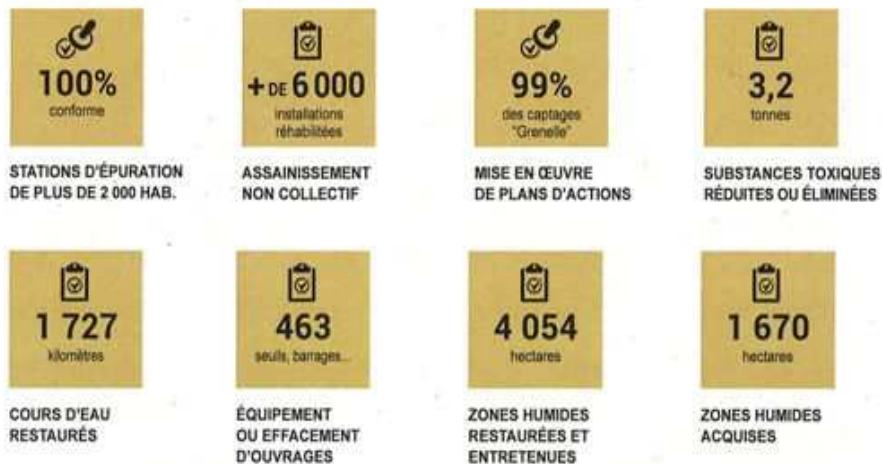 100%
conforme
STATIONS D'ÉPURATION
DE PLUS DE 2 000 HAB.
+ DE 6 000
installations
réhabilitées
ASSAINISSEMENT
NON COLLECTIF
99%
des captages
"Grenelle"
MISE EN ŒUVRE
DE PLANS D'ACTIONS
3,2
tonnes
SUBSTANCES TOXIQUES
RÉDUITES OU ÉLIMINÉES
1 727
kilomètres
COURS D'EAU
RESTAURÉS
463
seuils, barrages...
ÉQUIPEMENT
OU EFFACEMENT
D'OUVRAGES
4 054
hectares
ZONES HUMIDES
RESTAURÉES ET
ENTRETENUES
1 670
hectares
ZONES HUMIDES
ACQUISES